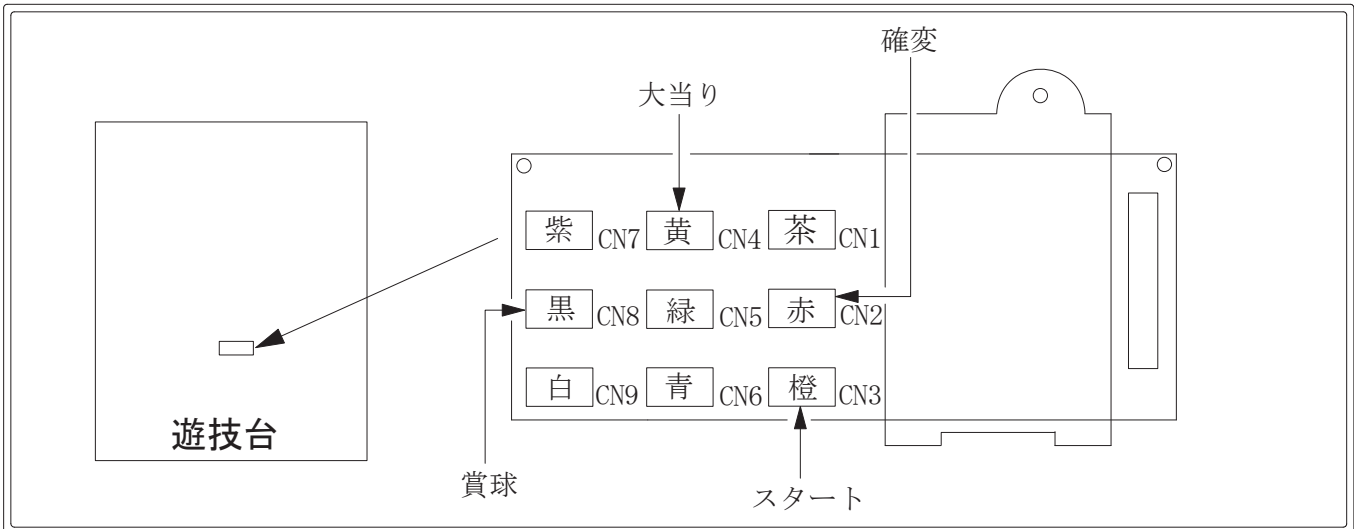 確変
大当り
紫 CN7 黄 CN4 茶 CN1
黒 CN8 緑 CN5 赤 CN2
白 CN9 青 CN6 橙 CN3
遊技台
賞球
スタート